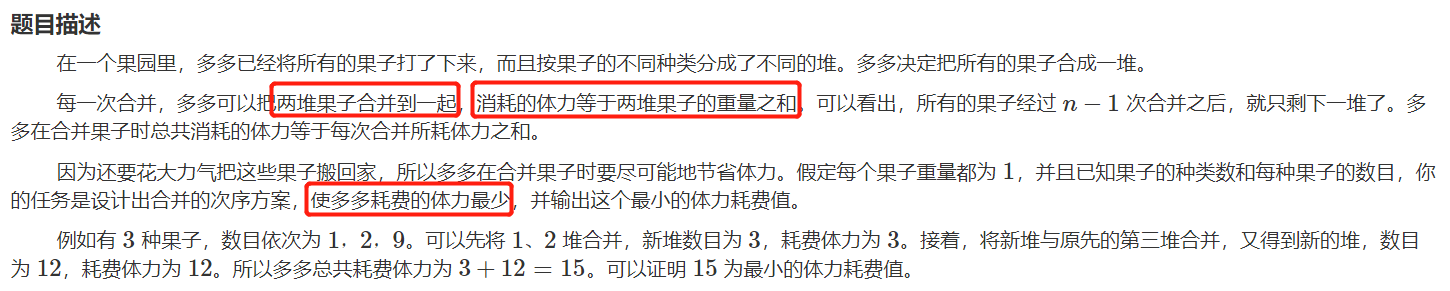 题目描述
在一个果园里，多多已经将所有的果子打了下来，而且按果子的不同种类分成了不同的堆。多多决定把所有的果子合成一堆。
每一次合并，多多可以把两堆果子合并到一起，消耗的体力等于两堆果子的重量之和。可以看出，所有的果子经过 n − 1 次合并之后，就只剩下一堆了。多
多在合并果子时总共消耗的体力等于每次合并所耗体力之和。
因为还要花大力气把这些果子搬回家，所以多多在合并果子时要尽可能地节省体力。假定每个果子重量都为 1，并且已知果子的种类数和每种果子的数目，你
的任务是设计出合并的次序方案，使多多耗费的体力最少，并输出这个最小的体力耗费值。
例如有 3 种果子，数目依次为 1，2，9。可以先将 1、2 堆合并，新堆数目为 3，耗费体力为 3。接着，将新堆与原先的第三堆合并，又得到新的堆，数目
为 12，耗费体力为 12。所以多多总共耗费体力为 3 + 12 = 15。可以证明 15 为最小的体力耗费值。